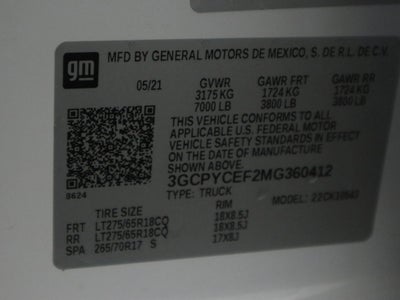 gm
MFD BY GENERAL MOTORS DE MEXICO, S. DE R.L. DE C.V.
05/21 GVWR GAWR FRT GAWR RR
3175 KG 1724 KG 1724 KG
7000 LB 3800 LB 3800 LB
THIS VEHICLE CONFORMS TO ALL
APPLICABLE U.S. FEDERAL MOTOR
VEHICLE SAFETY STANDARDS IN EFFECT
ON THE DATE OF MANUFACTURE
SHOWN ABOVE.
3GCPYCEF2MG360412
8624 TYPE: TRUCK MODEL: 22CK10543
TIRE SIZE RIM
FRT LT275/65R18CQ 18X8.5J
RR LT275/65R18CQ 18X8.5J
SPA 265/70R17 S 17X8J